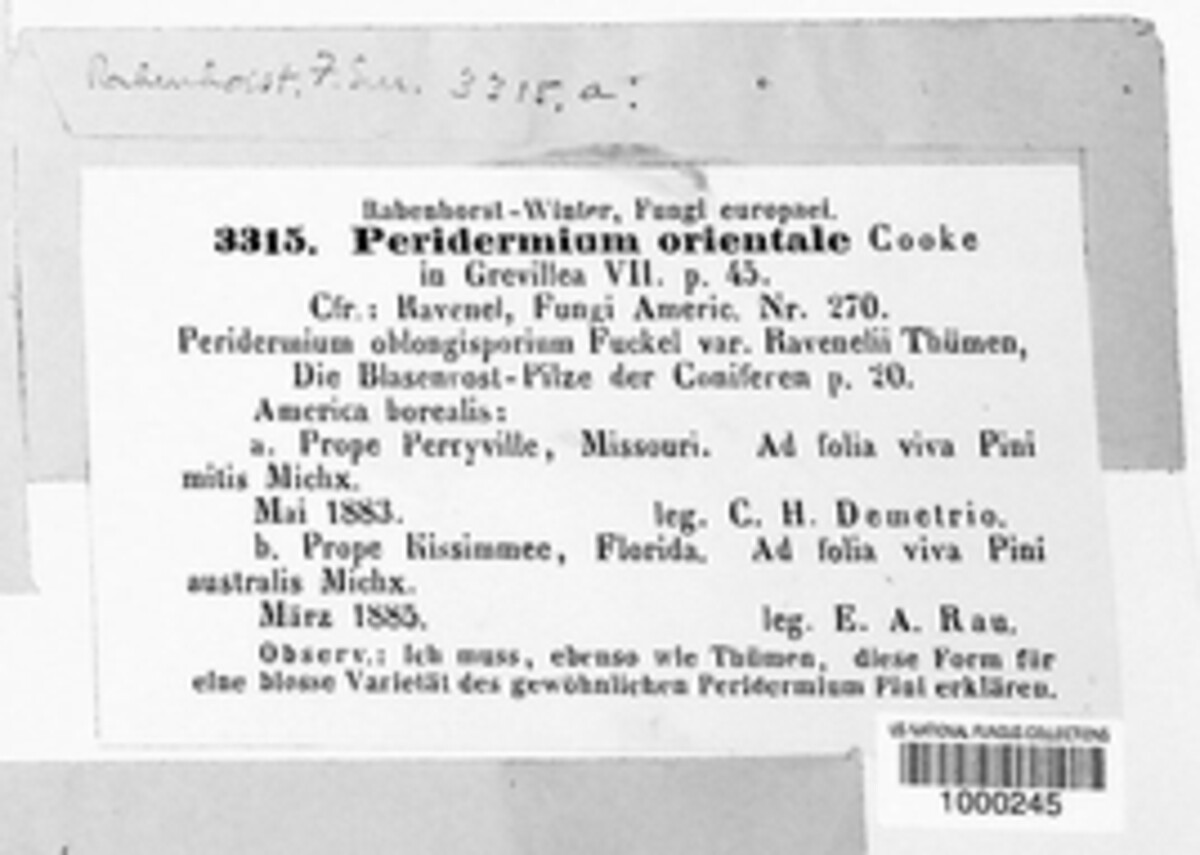 Rabenhorst, F. Eur. 3315, a:
Rabenhorst-Winter, Fungi europaei.
3315. Peridermium orientale Cooke
in Grevillea VII. p. 45.
Cfr.: Ravenel, Fungi Americ. Nr. 270.
Peridermium oblongisporium Fuckel var. Ravenelii Thümen,
Die Blasenrost-Pilze der Coniferen p. 20.
America borealis:
a. Prope Perryville, Missouri. Ad folia viva Pini
mitis Michx.
Mai 1883. leg. C. H. Demetrio.
b. Prope Kissimmee, Florida. Ad folia viva Pini
australis Michx.
März 1885. leg. E. A. Rau.
Observ.: Ich muss, ebenso wie Thümen, diese Form für
eine blosse Varietät des gewöhnlichen Peridermium Pini erklären.
US NATIONAL FUNGUS COLLECTIONS
1000245